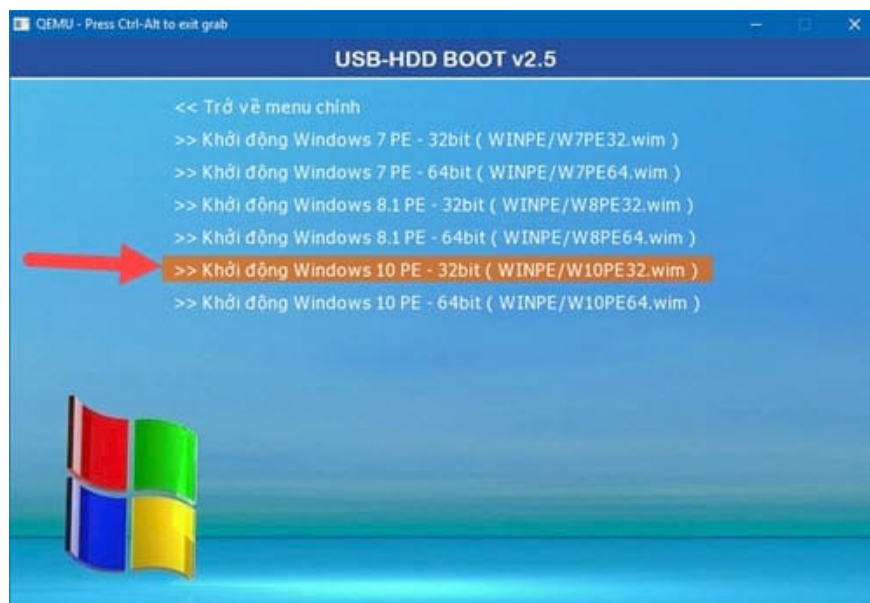 QEMU - Press Ctrl-Alt to exit grab
USB-HDD BOOT v2.5
<< Trở về menu chính
>> Khởi động Windows 7 PE - 32bit ( WINPE/W7PE32.wim )
>> Khởi động Windows 7 PE - 64bit ( WINPE/W7PE64.wim )
>> Khởi động Windows 8.1 PE - 32bit ( WINPE/W8PE32.wim )
>> Khởi động Windows 8.1 PE - 64bit ( WINPE/W8PE64.wim )
>> Khởi động Windows 10 PE - 32bit ( WINPE/W10PE32.wim )
>> Khởi động Windows 10 PE - 64bit ( WINPE/W10PE64.wim )